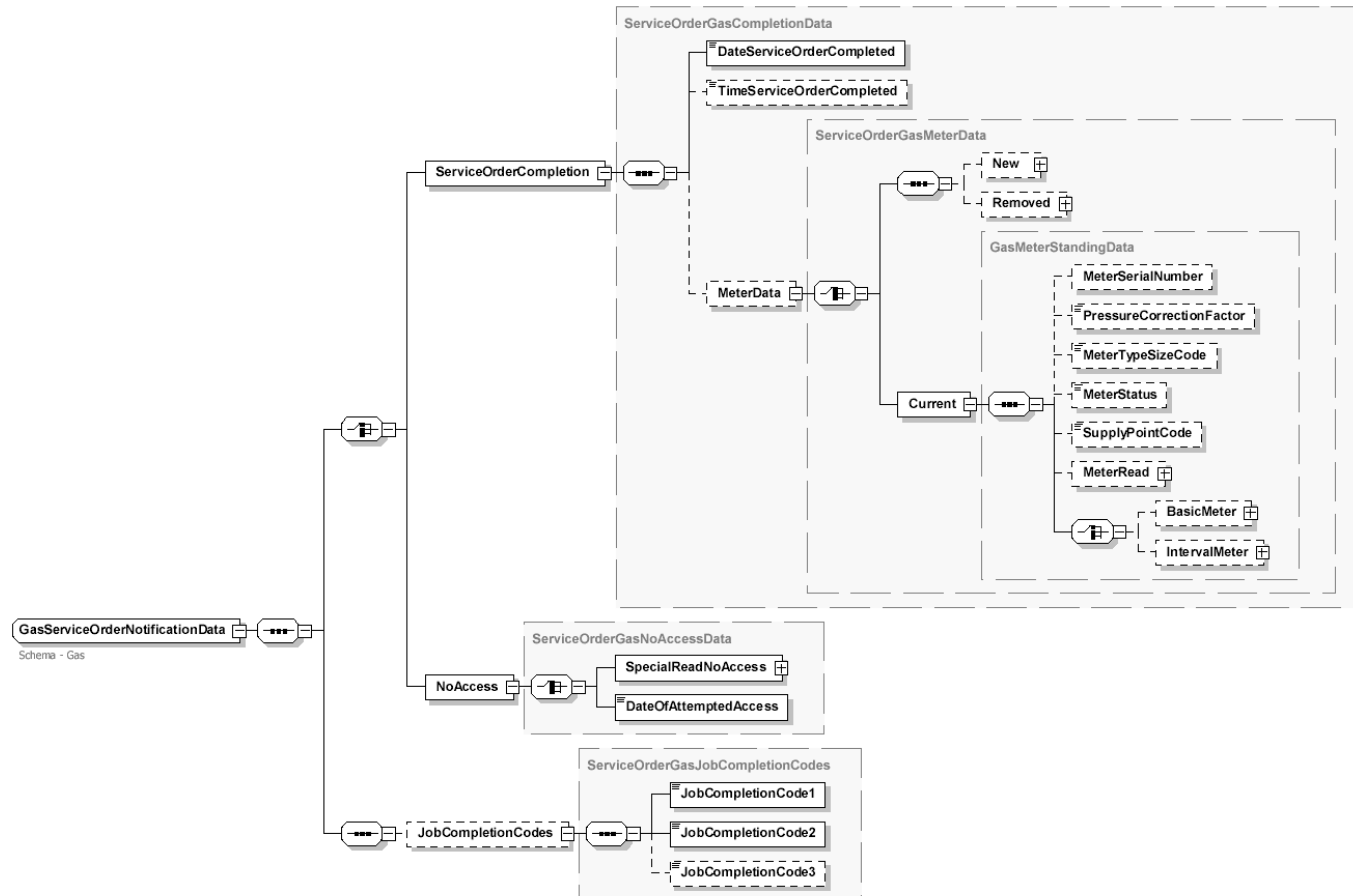 ServiceOrderGasCompletionData
DateServiceOrderCompleted
TimeServiceOrderCompleted
ServiceOrderGasMeterData
New
ServiceOrderCompletion
Removed
GasMeterStandingData
MeterSerialNumber
MeterData
PressureCorrectionFactor
MeterTypeSizeCode
MeterStatus
Current
SupplyPointCode
MeterRead
BasicMeter
IntervalMeter
GasServiceOrderNotificationData
Schema - Gas
ServiceOrderGasNoAccessData
SpecialReadNoAccess
NoAccess
DateOfAttemptedAccess
ServiceOrderGasJobCompletionCodes
JobCompletionCode1
JobCompletionCodes
JobCompletionCode2
JobCompletionCode3